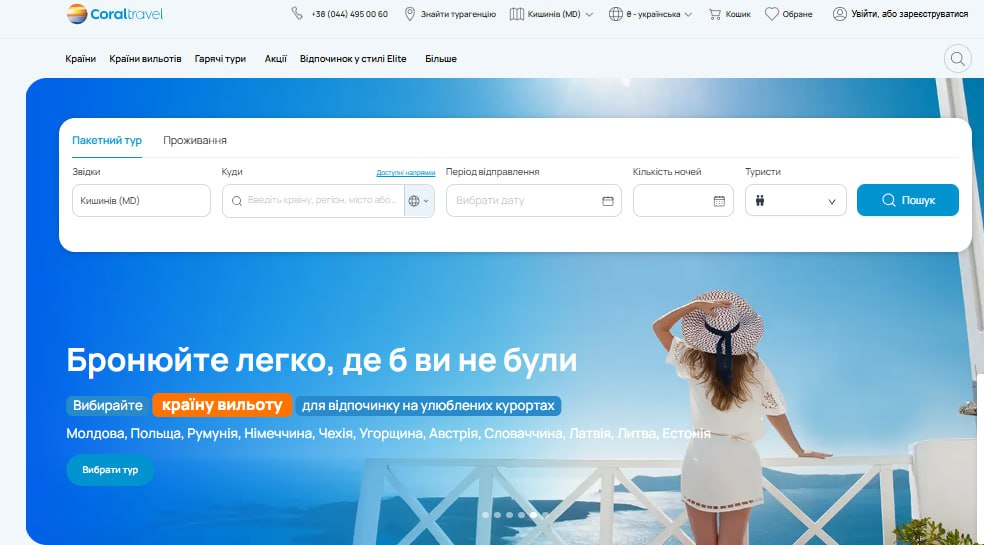 Coraltravel
+38 (044) 495 00 60
Знайти турагенцію
Кишинів (MD)
₴ - українська
Кошик
Обране
Увійти, або зареєструватися
Країни
Країни вильотів
Гарячі тури
Акції
Відпочинок у стилі Elite
Більше
Пакетний тур
Проживання
Звідки
Куди
Доступні напрямки
Період відправлення
Кількість ночей
Туристи
Кишинів (MD)
Введіть країну, регіон, місто або...
Вибрати дату
Пошук
Бронюйте легко, де б ви не були
Вибирайте країну вильоту для відпочинку на улюблених курортах
Молдова, Польща, Румунія, Німеччина, Чехія, Угорщина, Австрія, Словаччина, Латвія, Литва, Естонія
Вибрати тур